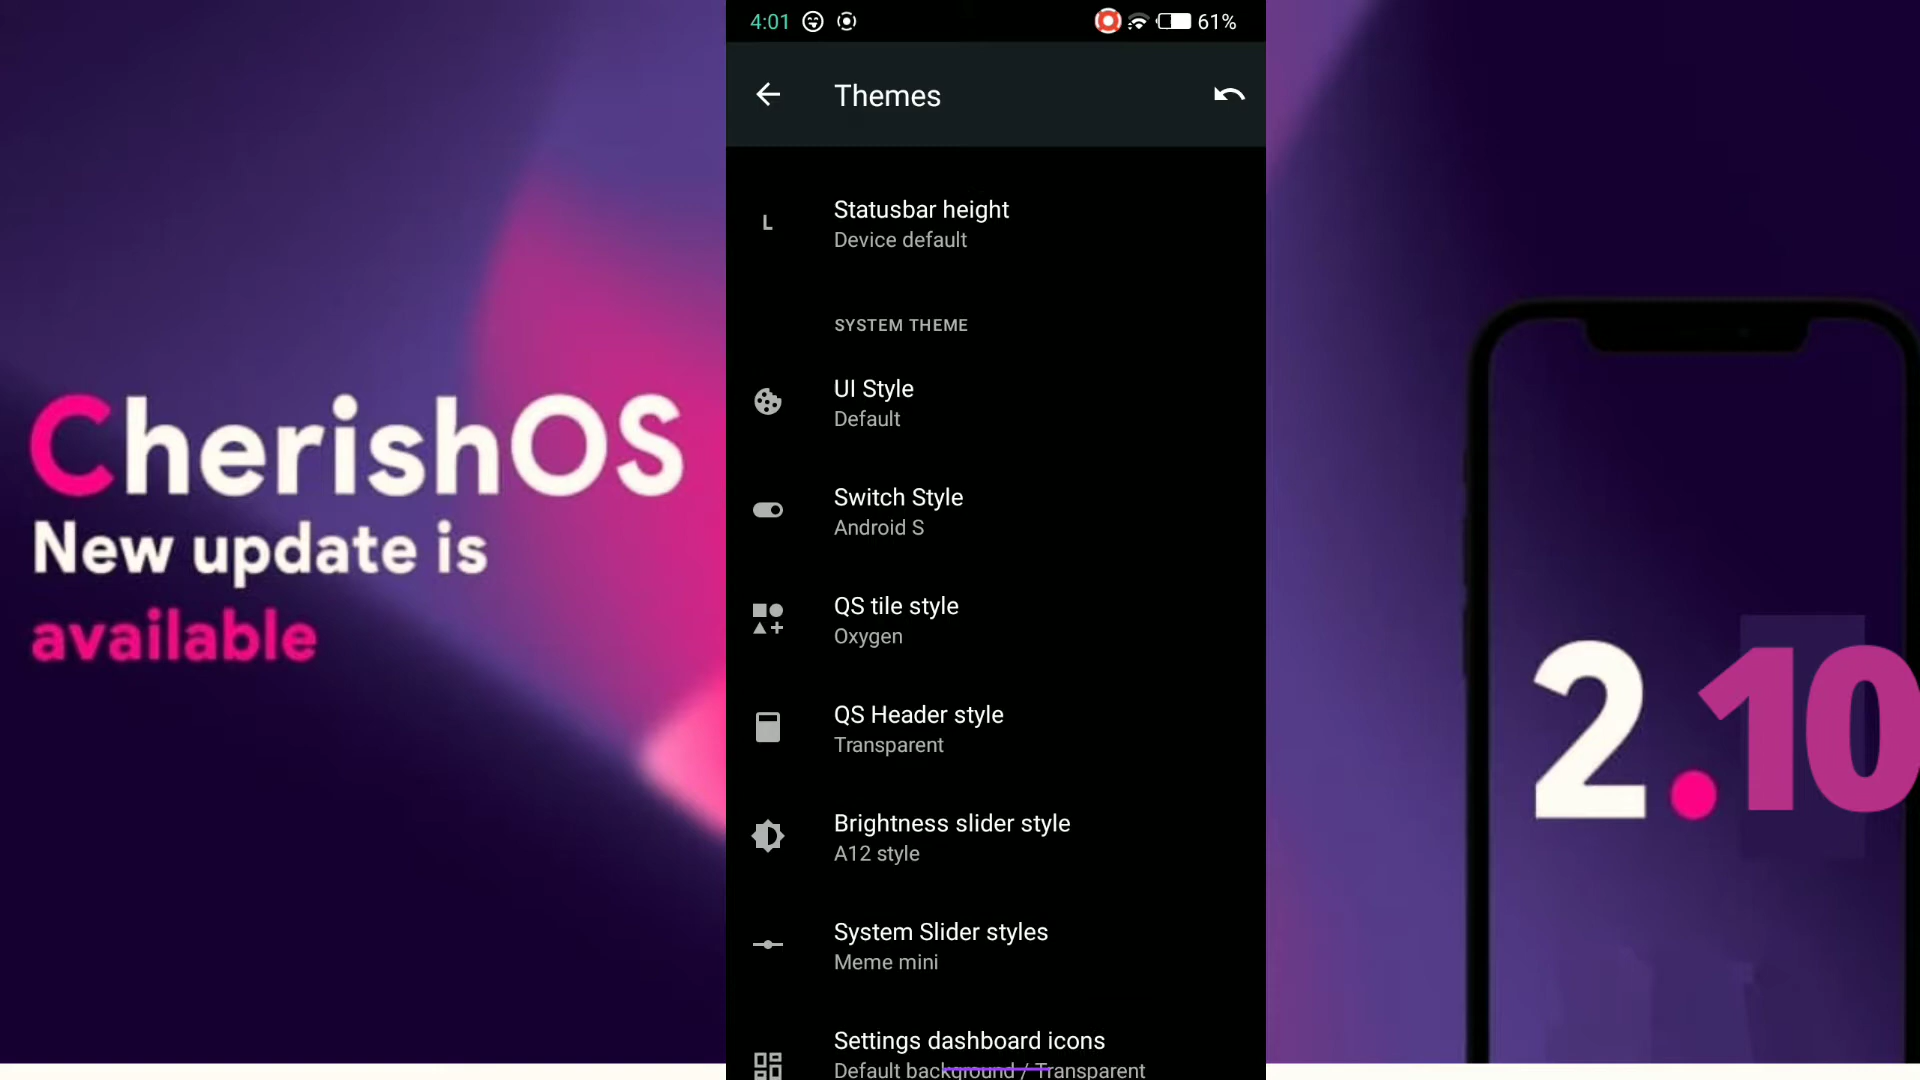 CherishOS
New update is
available
4:01
61%
Themes
Statusbar height
Device default
SYSTEM THEME
UI Style
Default
Switch Style
Android S
QS tile style
Oxygen
QS Header style
Transparent
Brightness slider style
A12 style
System Slider styles
Meme mini
Settings dashboard icons
Default background / Transparent
2.10